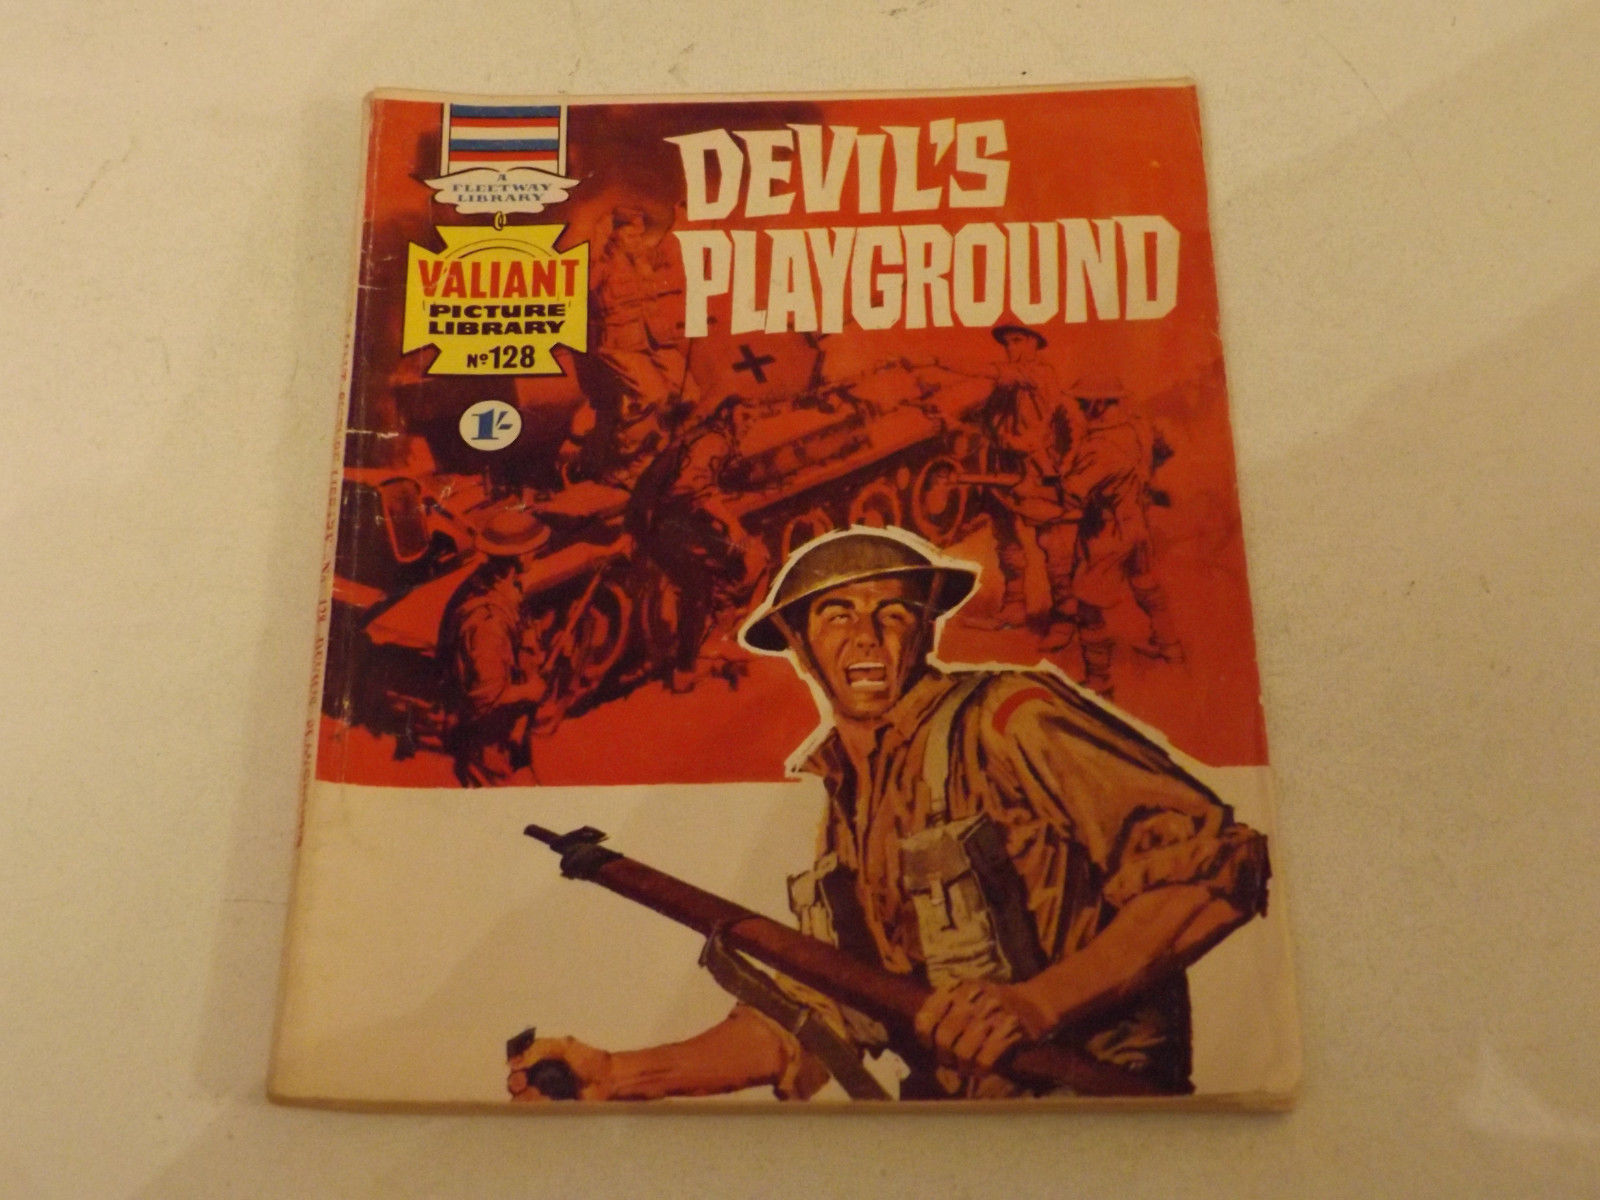 DEVIL'S
PLAYGROUND
A
FLEETWAY
LIBRARY
VALIANT
PICTURE
LIBRARY
Nº 128
1/-